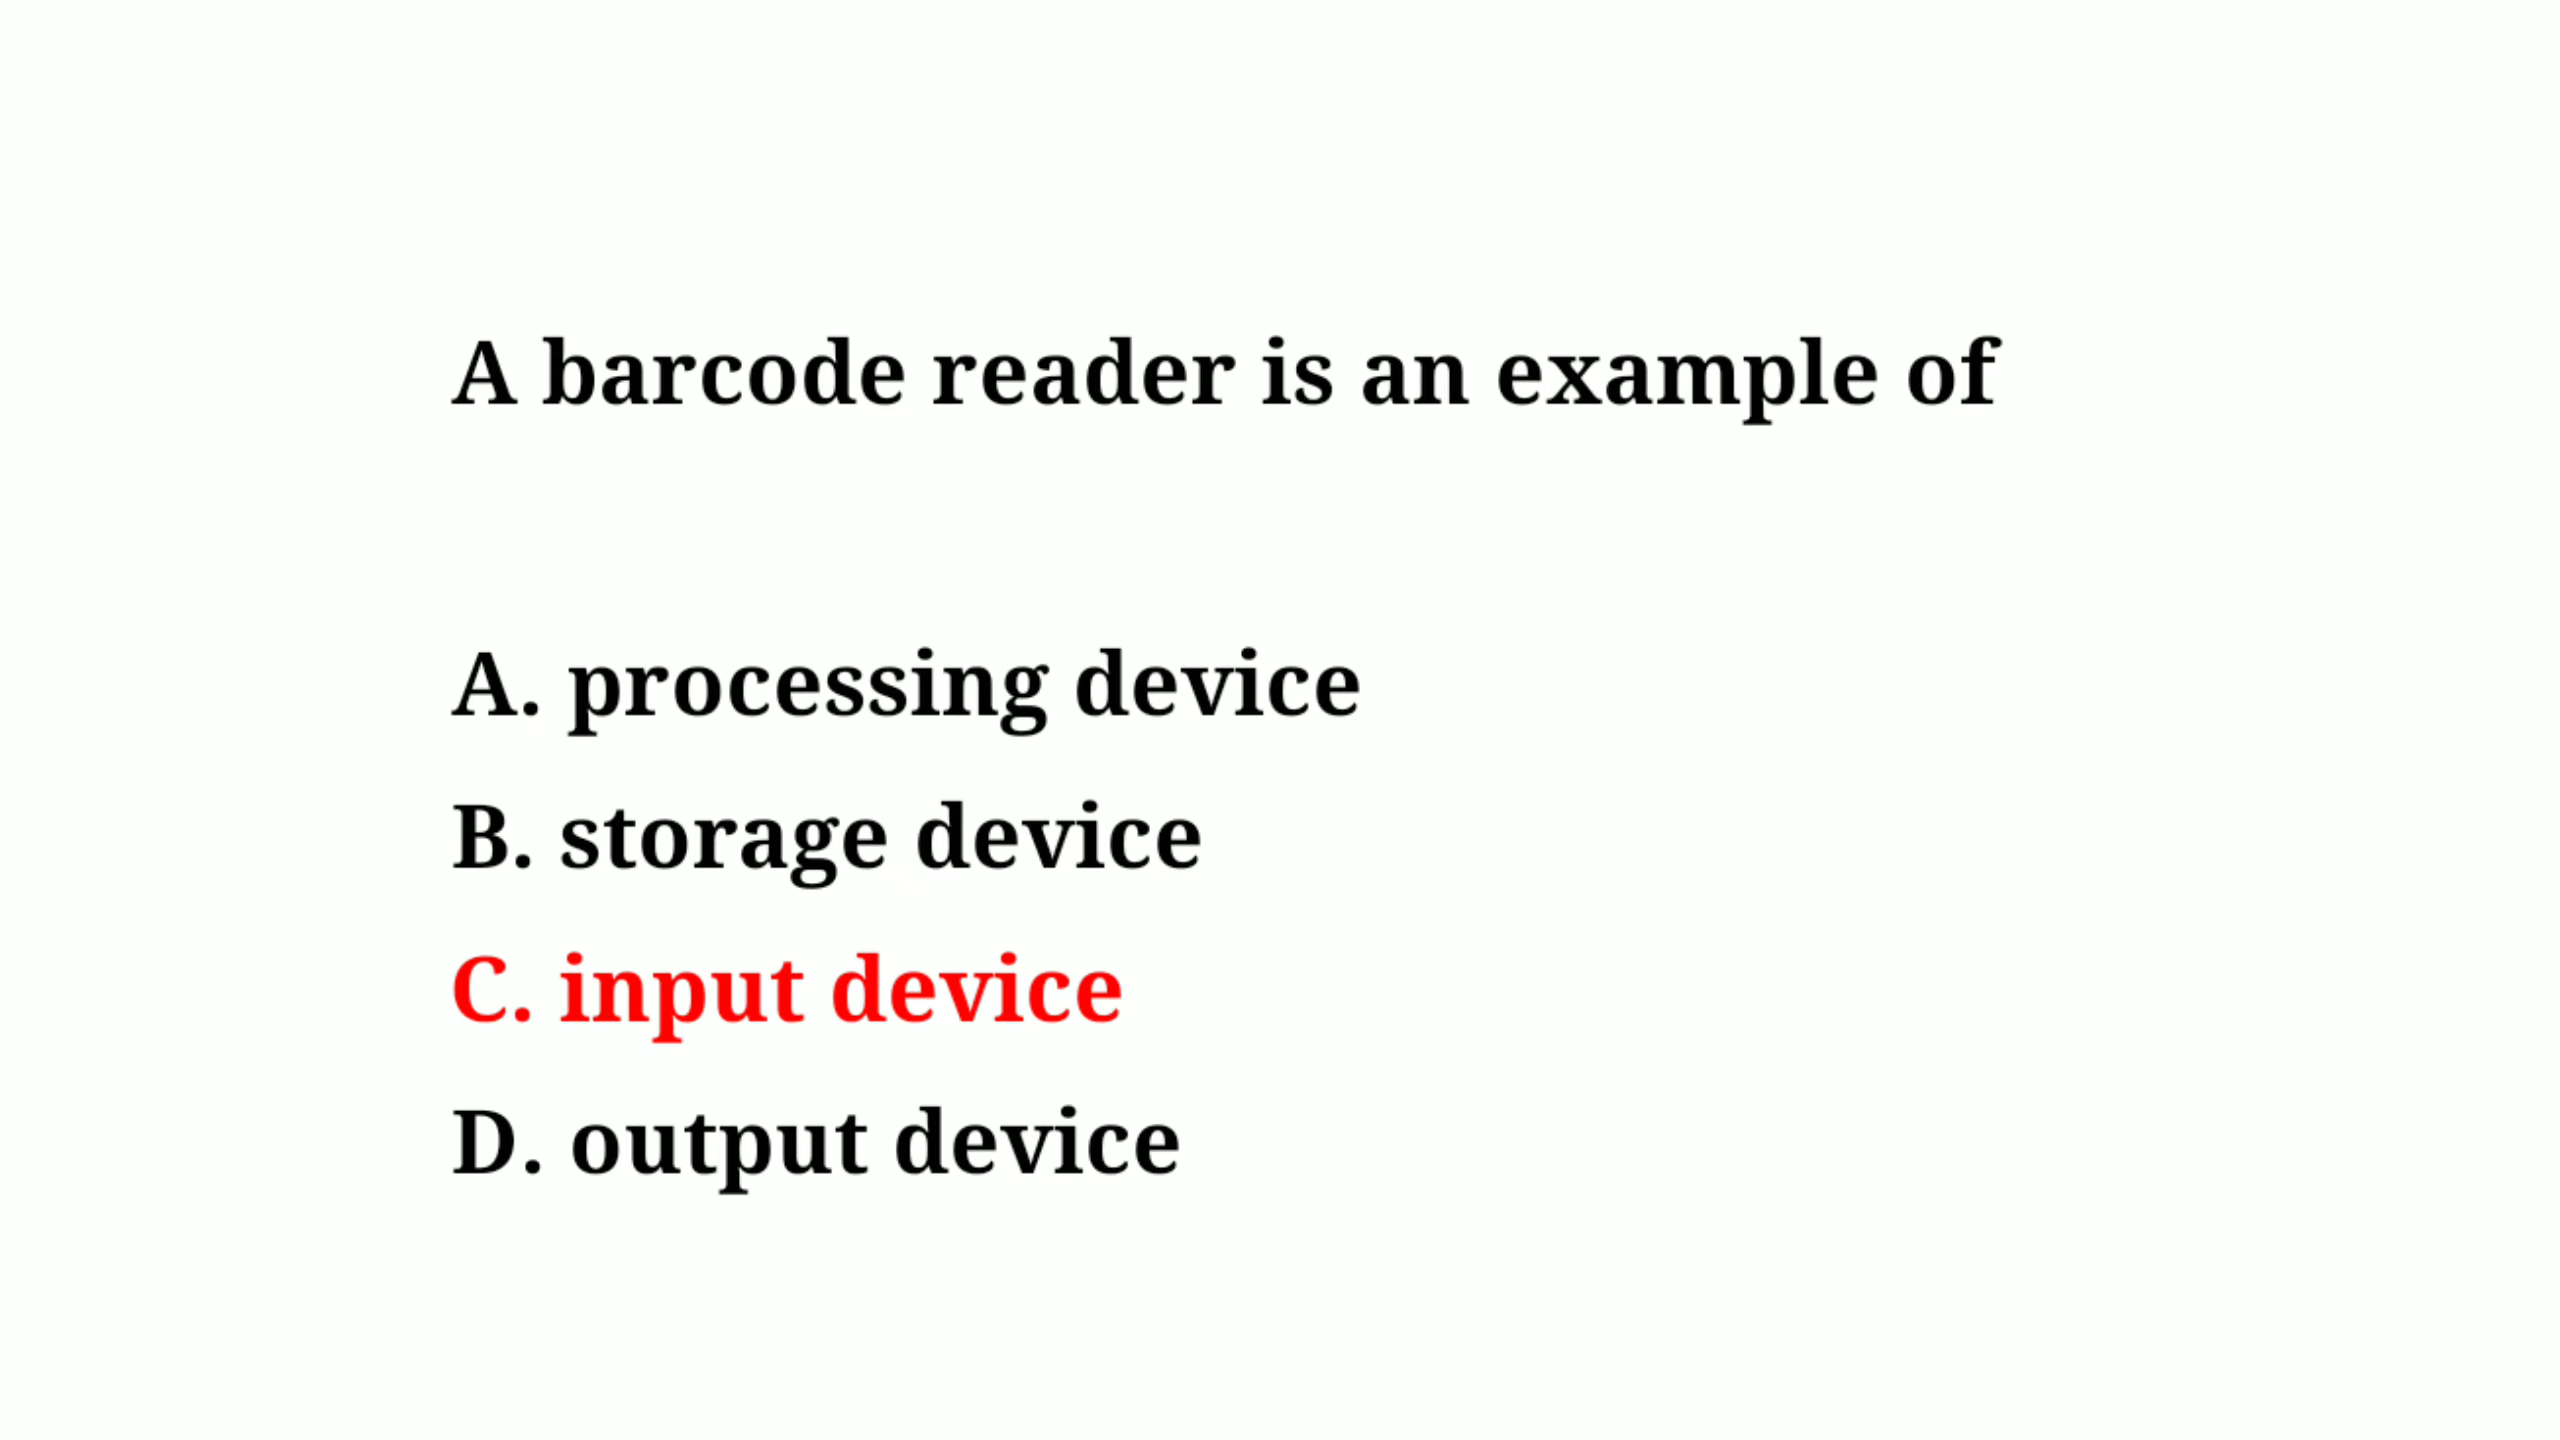 A barcode reader is an example of
A. processing device
B. storage device
C. input device
D. output device